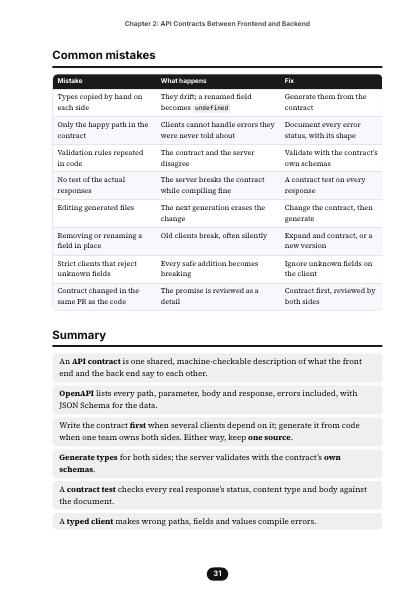 Chapter 2: API Contracts Between Frontend and Backend
Common mistakes
Mistake What happens Fix
Types copied by hand on each side They drift; a renamed field becomes undefined Generate them from the contract
Only the happy path in the contract Clients cannot handle errors they were never told about Document every error status, with its shape
Validation rules repeated in code The contract and the server disagree Validate with the contract's own schemas
No test of the actual responses The server breaks the contract while compiling fine A contract test on every response
Editing generated files The next generation erases the change Change the contract, then generate
Removing or renaming a field in place Old clients break, often silently Expand and contract, or a new version
Strict clients that reject unknown fields Every safe addition becomes breaking Ignore unknown fields on the client
Contract changed in the same PR as the code The promise is reviewed as a detail Contract first, reviewed by both sides
Summary
An API contract is one shared, machine-checkable description of what the front
end and the back end say to each other.
OpenAPI lists every path, parameter, body and response, errors included, with
JSON Schema for the data.
Write the contract first when several clients depend on it; generate it from code
when one team owns both sides. Either way, keep one source.
Generate types for both sides; the server validates with the contract's own
schemas.
A contract test checks every real response's status, content type and body against
the document.
A typed client makes wrong paths, fields and values compile errors.
31